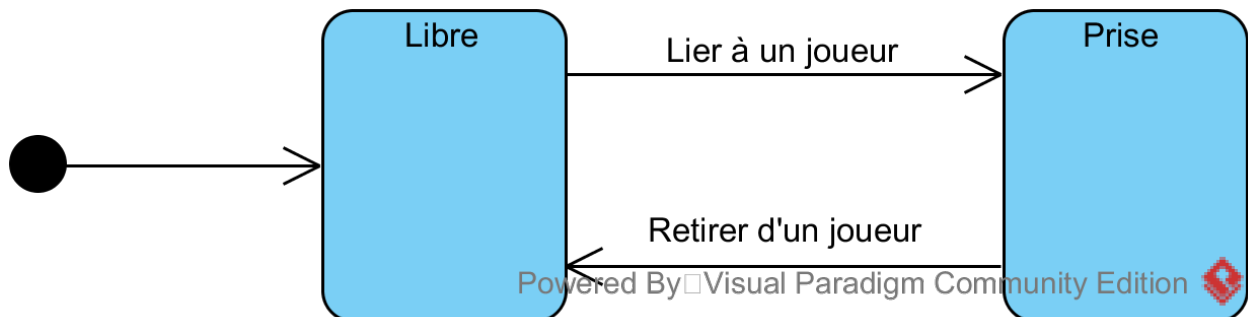 Libre
Lier à un joueur
Prise
Retirer d'un joueur
Powered By□Visual Paradigm Community Edition